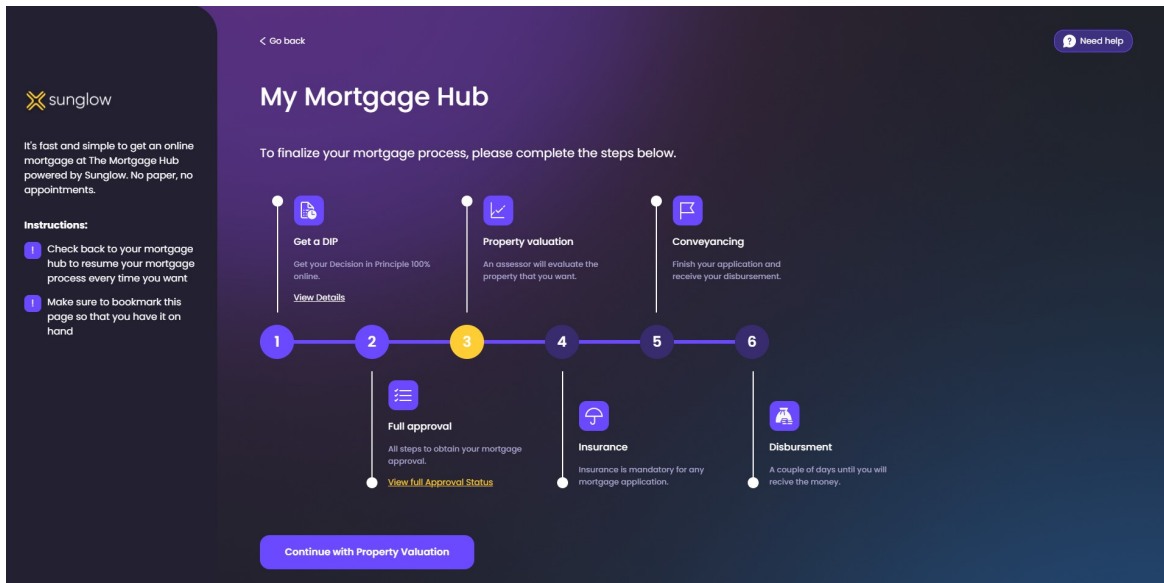 sunglow
It's fast and simple to get an online
mortgage at The Mortgage Hub
powered by Sunglow. No paper, no
appointments.
Instructions:
! Check back to your mortgage
hub to resume your mortgage
process every time you want
! Make sure to bookmark this
page so that you have it on
hand
< Go back
? Need help
My Mortgage Hub
To finalize your mortgage process, please complete the steps below.
Get a DIP
Get your Decision in Principle 100%
online.
View Details
Property valuation
An assessor will evaluate the
property that you want.
Conveyancing
Finish your application and
receive your disbursement.
1 2 3 4 5 6
Full approval
All steps to obtain your mortgage
approval.
View full Approval Status
Insurance
Insurance is mandatory for any
mortgage application.
Disbursment
A couple of days until you will
recive the money.
Continue with Property Valuation